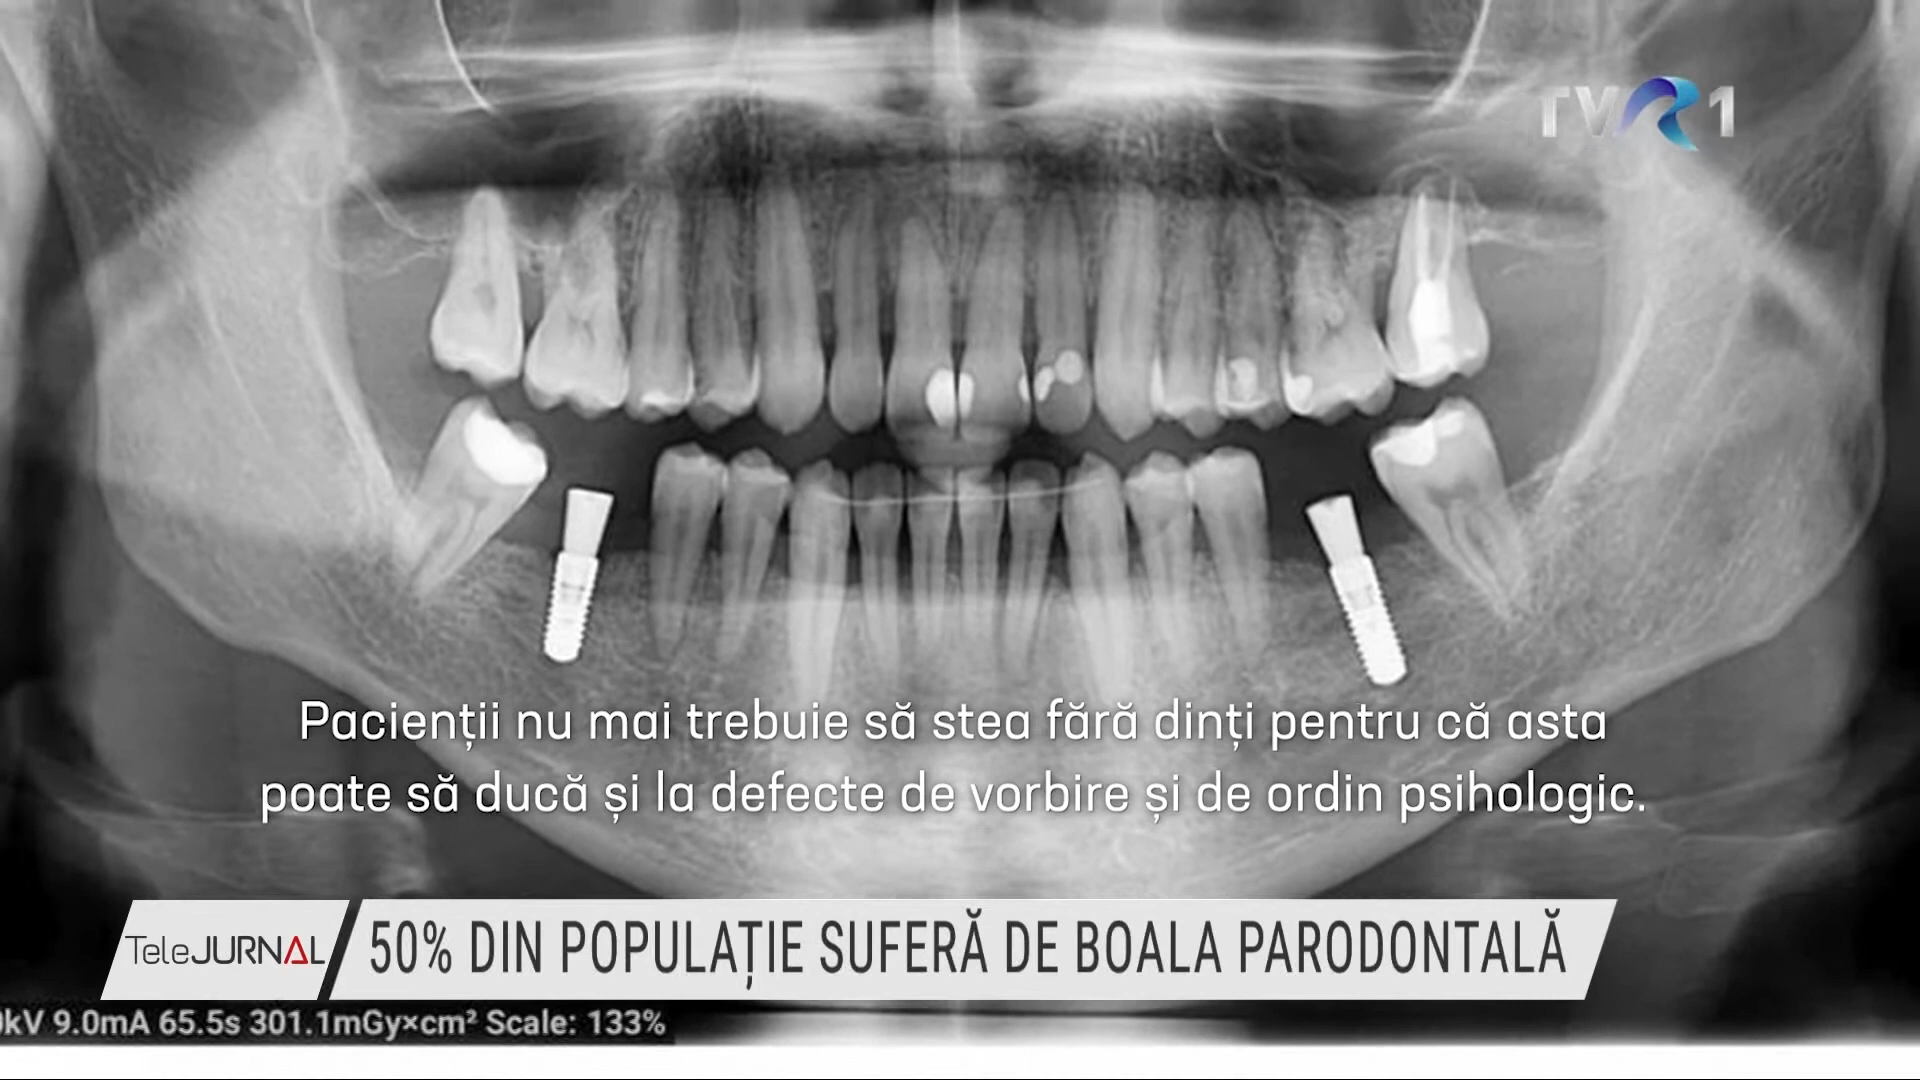 TVR1
Pacienții nu mai trebuie să stea fără dinți pentru că asta
poate să ducă și la defecte de vorbire și de ordin psihologic.
TeleJURNAL
50% DIN POPULAȚIE SUFERĂ DE BOALA PARODONTALĂ
kV 9.0mA 65.5s 301.1mGy×cm² Scale: 133%